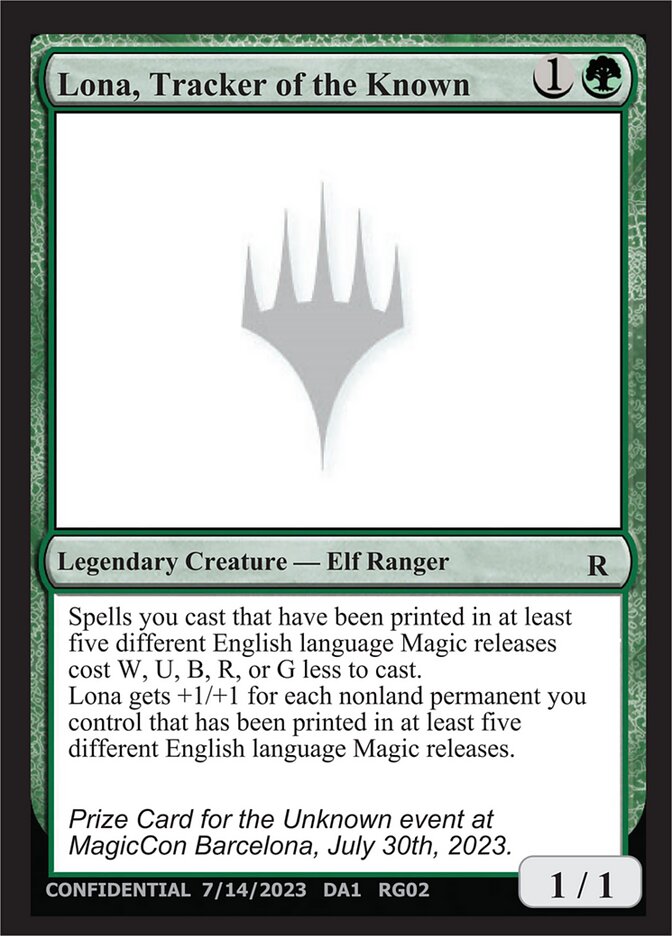 Lona, Tracker of the Known 1
Legendary Creature — Elf Ranger R
Spells you cast that have been printed in at least
five different English language Magic releases
cost W, U, B, R, or G less to cast.
Lona gets +1/+1 for each nonland permanent you
control that has been printed in at least five
different English language Magic releases.
Prize Card for the Unknown event at
MagicCon Barcelona, July 30th, 2023.
CONFIDENTIAL 7/14/2023 DA1 RG02 1 / 1